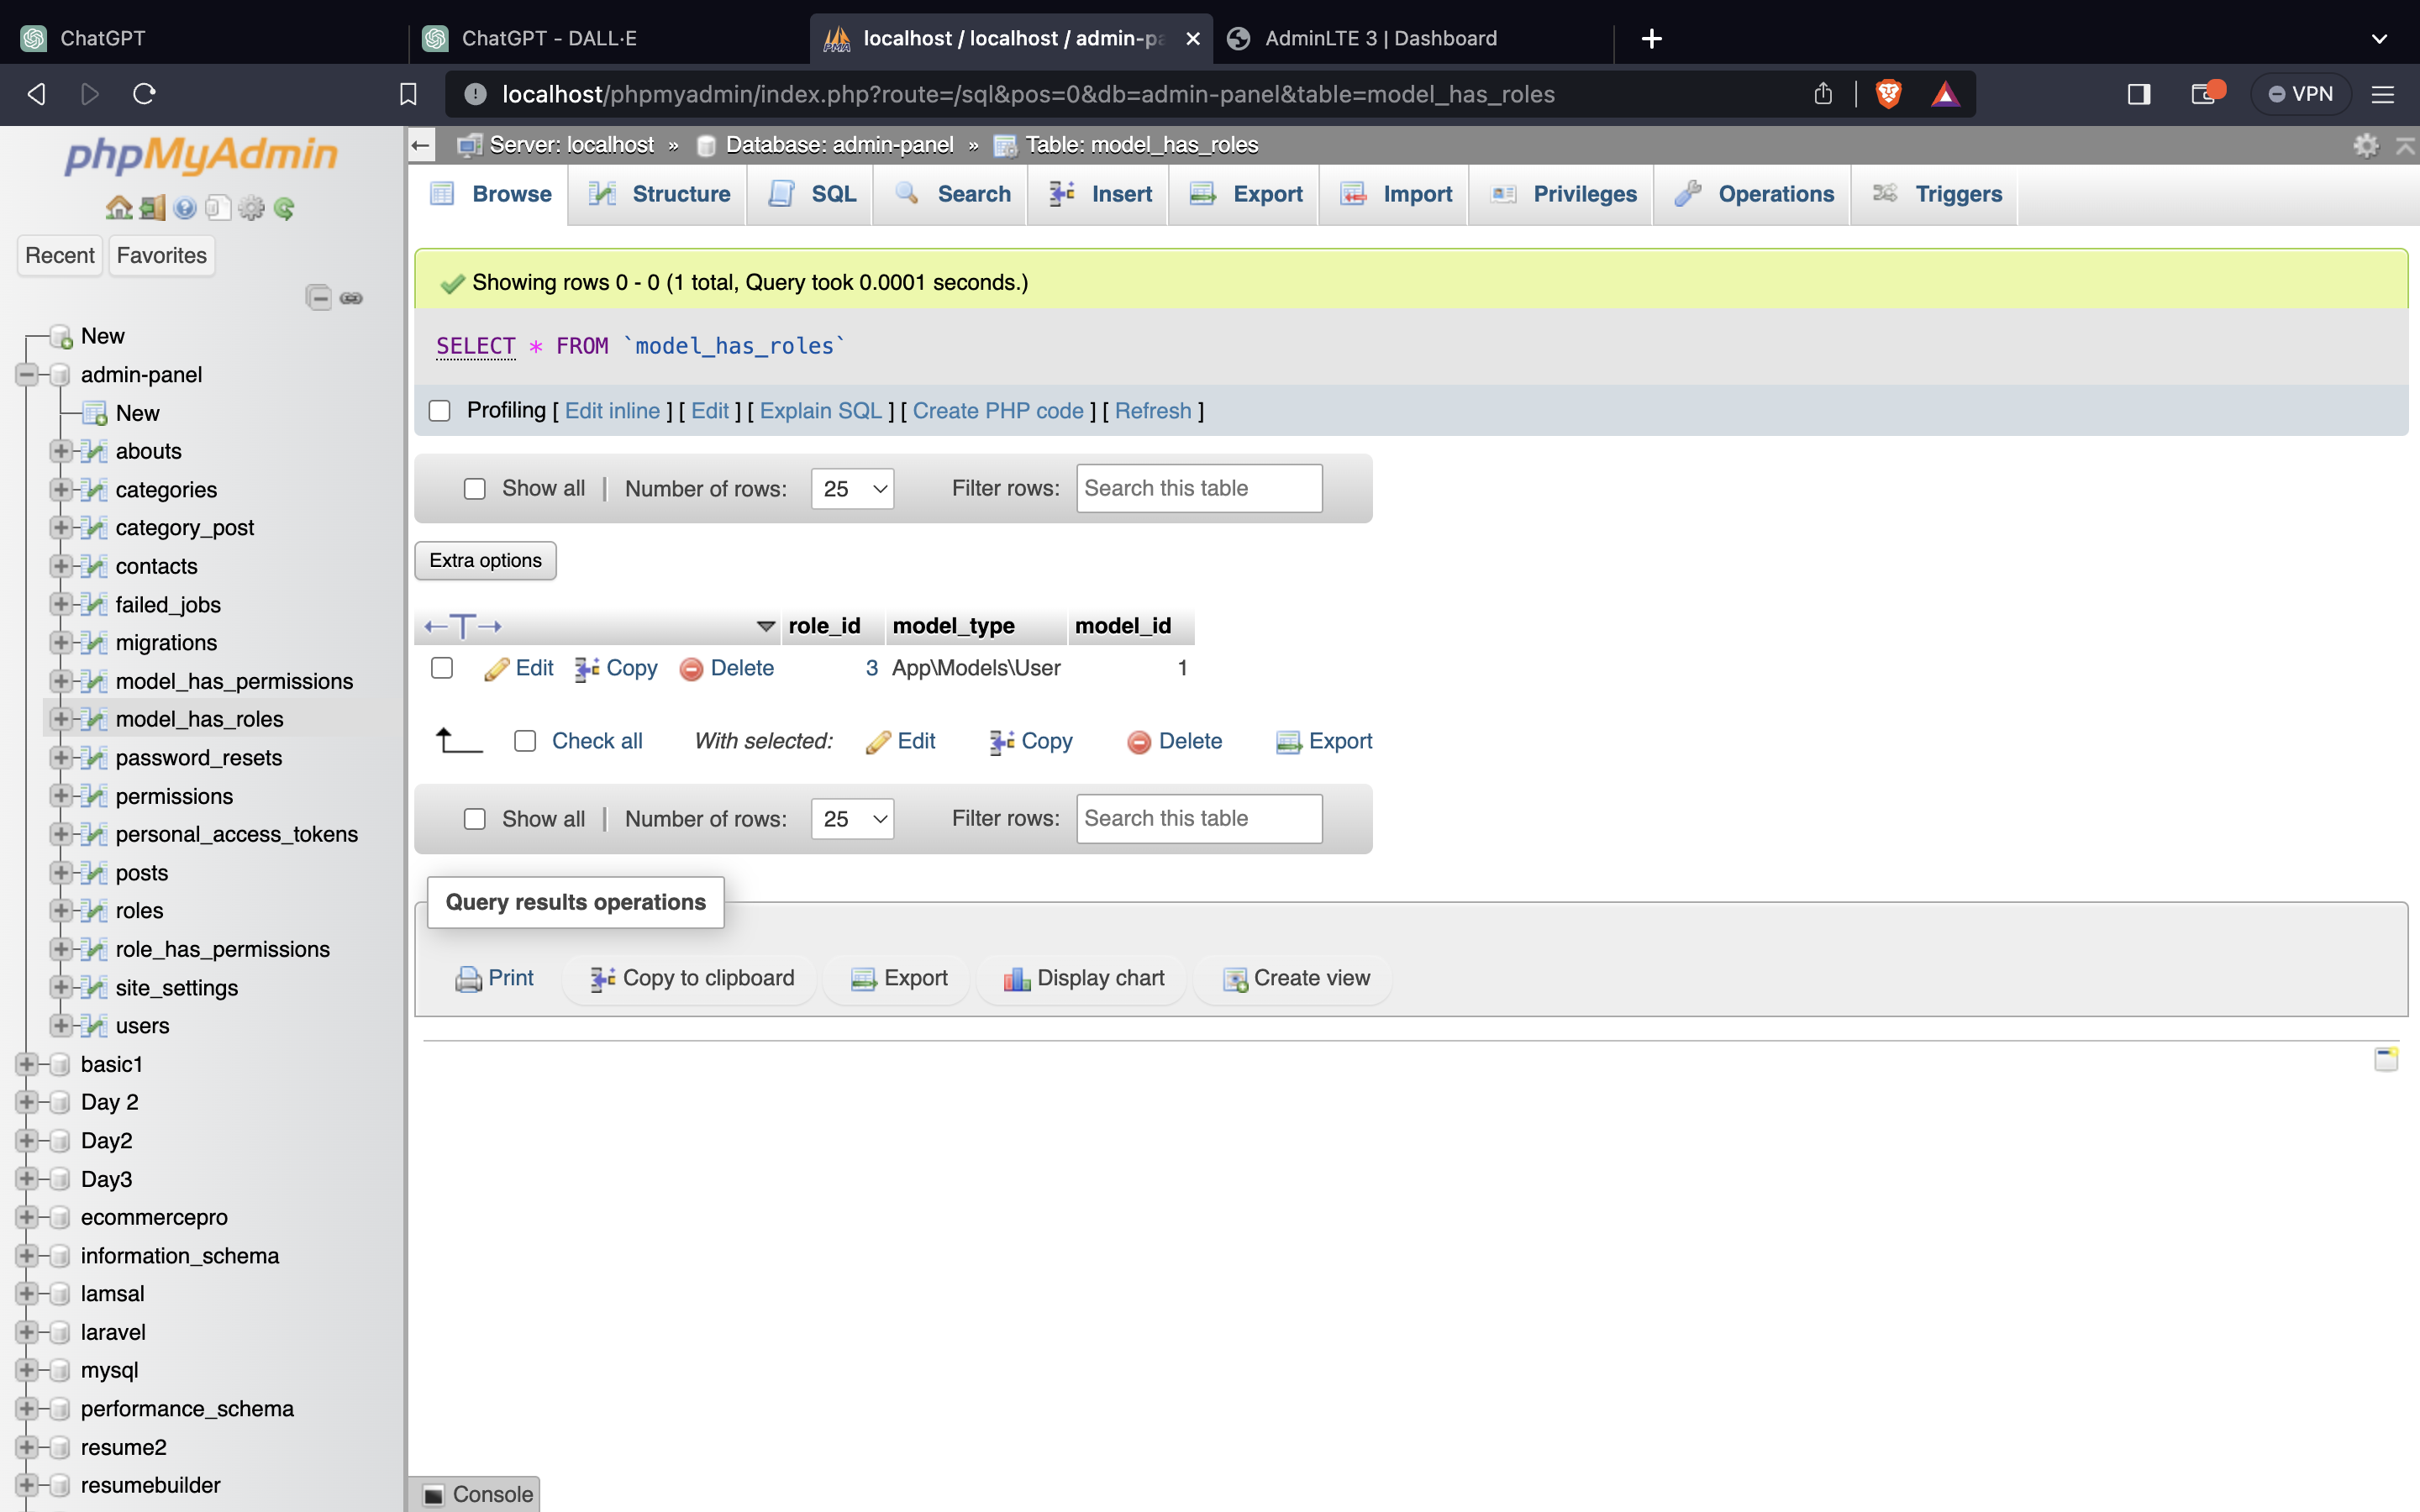 ChatGPT
ChatGPT - DALL·E
localhost / localhost / admin-pa
AdminLTE 3 | Dashboard
localhost/phpmyadmin/index.php?route=/sql&pos=0&db=admin-panel&table=model_has_roles
VPN
phpMyAdmin
Recent
Favorites
New
admin-panel
New
abouts
categories
category_post
contacts
failed_jobs
migrations
model_has_permissions
model_has_roles
password_resets
permissions
personal_access_tokens
posts
roles
role_has_permissions
site_settings
users
basic1
Day 2
Day2
Day3
ecommercepro
information_schema
lamsal
laravel
mysql
performance_schema
resume2
resumebuilder
Server: localhost » Database: admin-panel » Table: model_has_roles
Browse Structure SQL Search Insert Export Import Privileges Operations Triggers
Showing rows 0 - 0 (1 total, Query took 0.0001 seconds.)
SELECT * FROM `model_has_roles`
Profiling [ Edit inline ] [ Edit ] [ Explain SQL ] [ Create PHP code ] [ Refresh ]
Show all | Number of rows: 25 Filter rows: Search this table
Extra options
←T→ role_id model_type model_id
Edit Copy Delete 3 App\Models\User 1
Check all With selected: Edit Copy Delete Export
Show all | Number of rows: 25 Filter rows: Search this table
Query results operations
Print Copy to clipboard Export Display chart Create view
Console